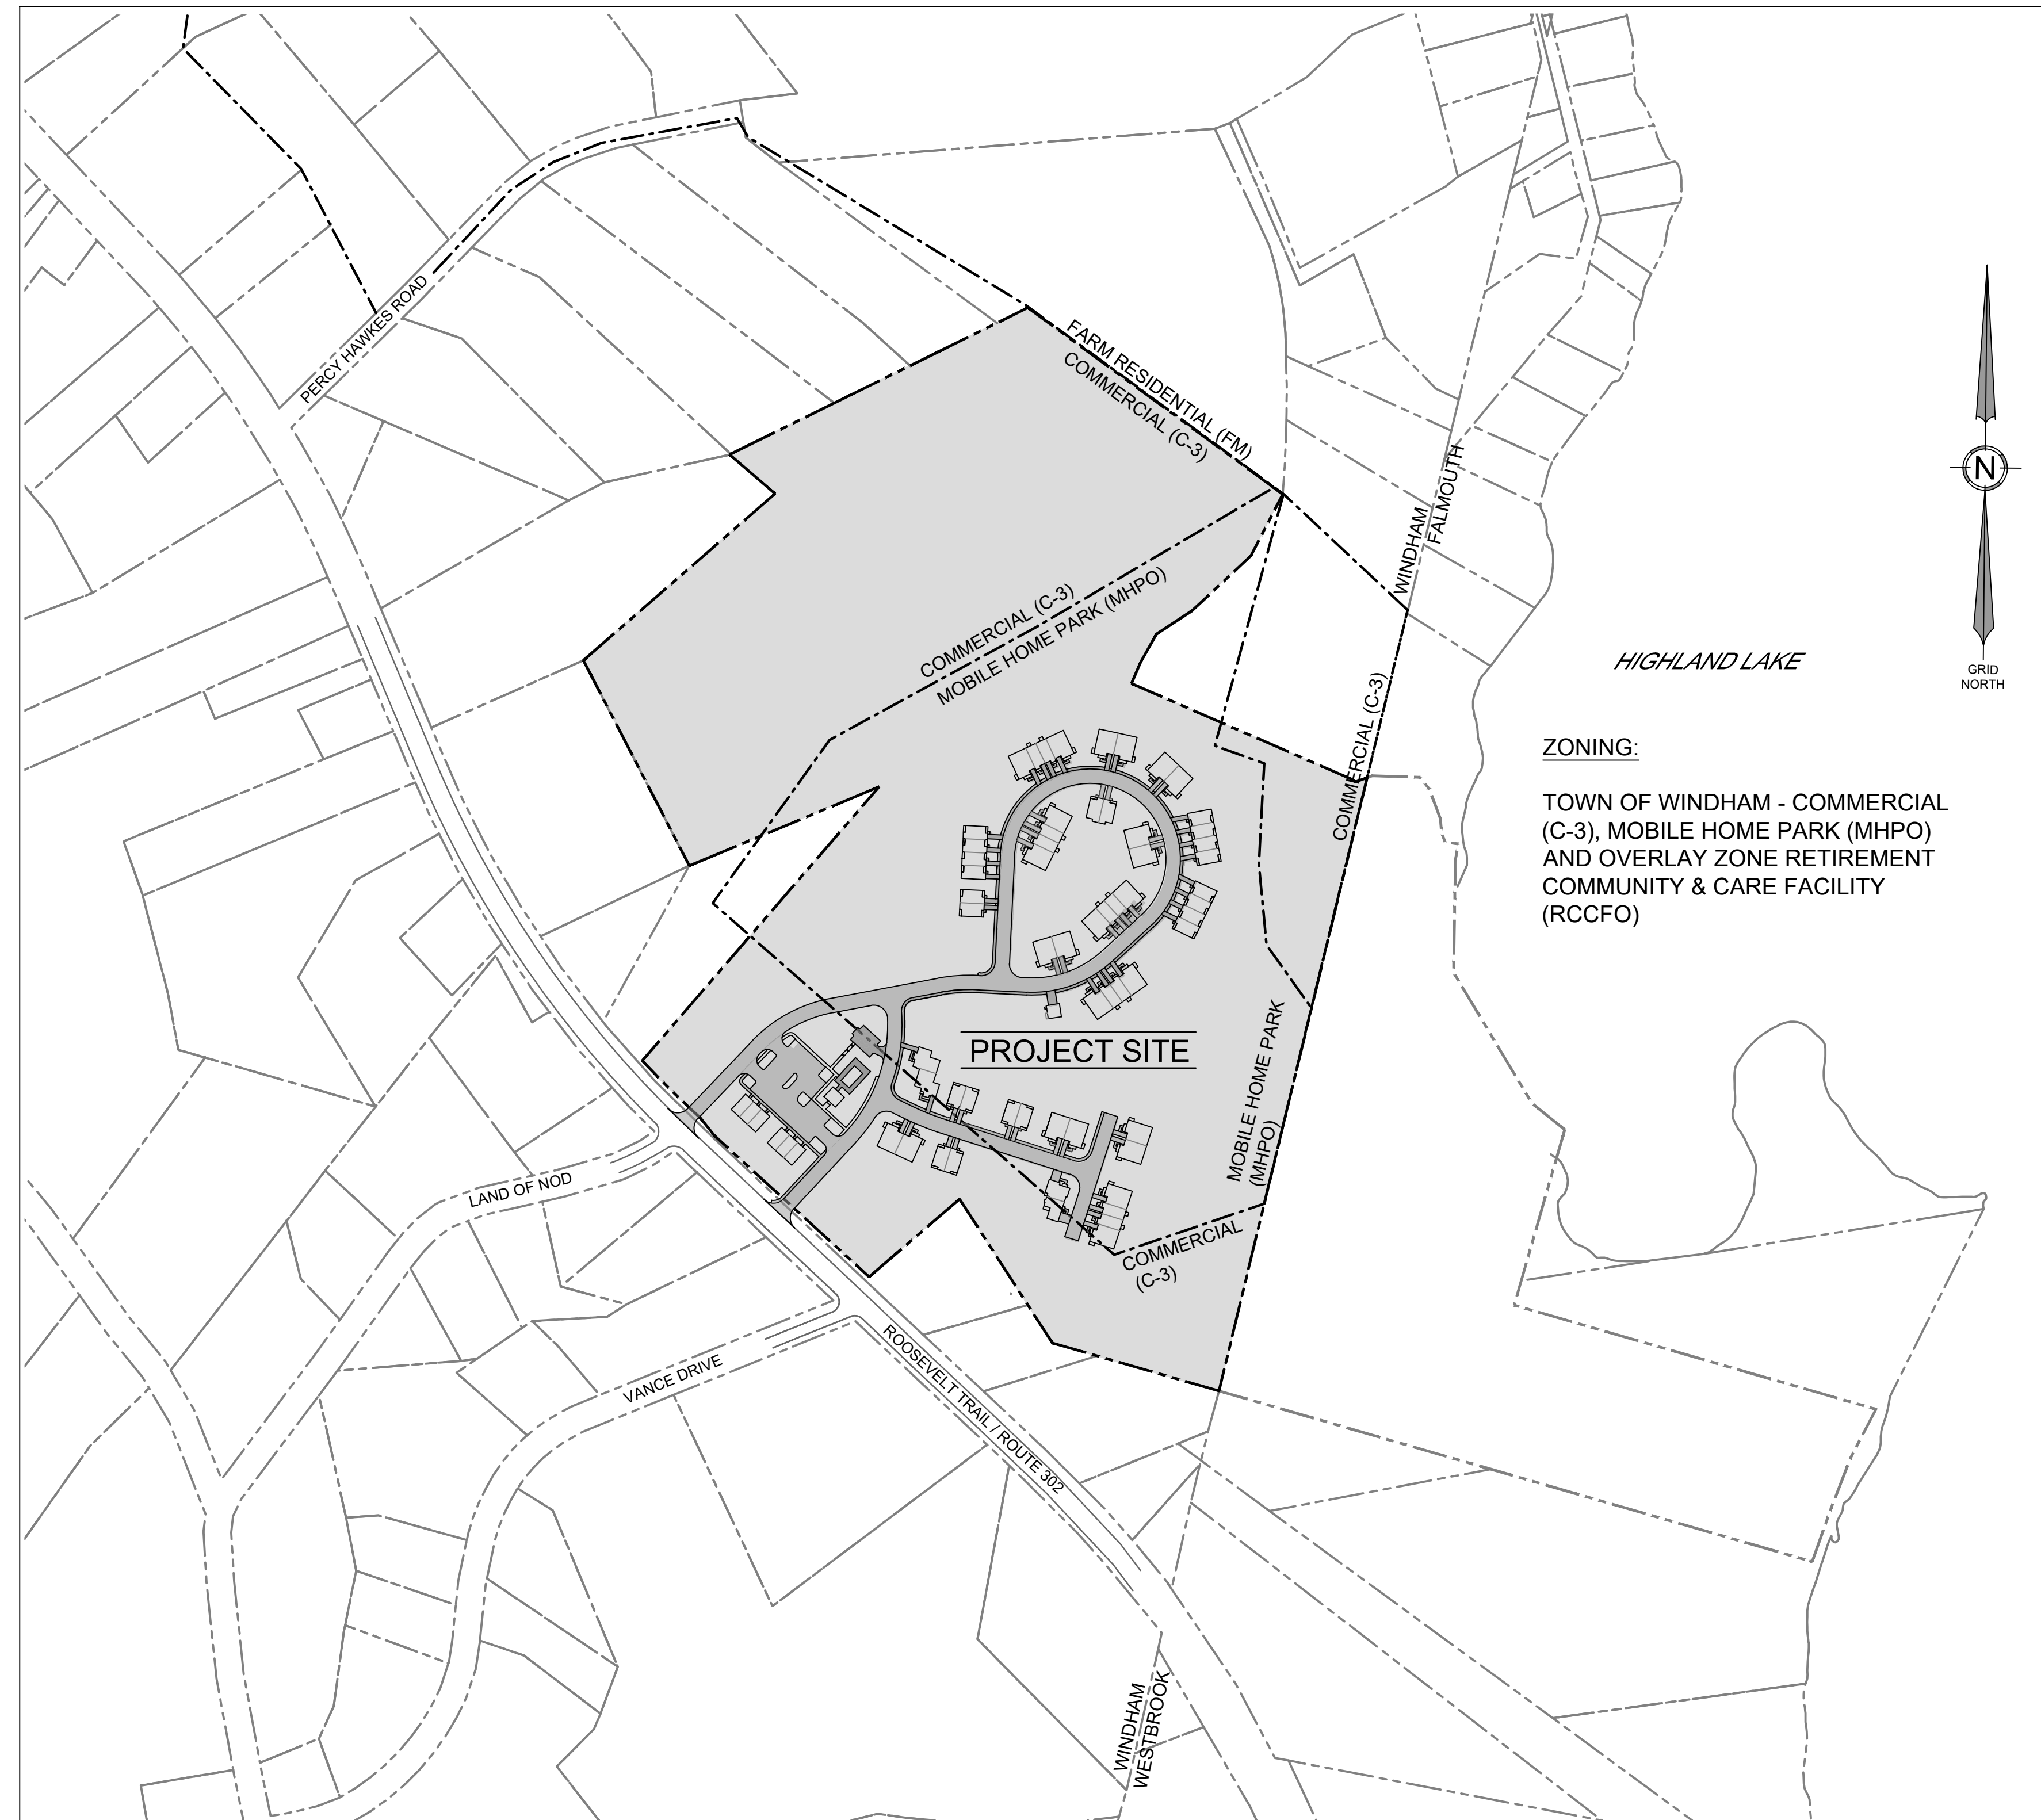 PERCY HAWKES ROAD
FARM RESIDENTIAL (FM)
COMMERCIAL (C-3)
WINDHAM
FALMOUTH
N
GRID
NORTH
COMMERCIAL (C-3)
MOBILE HOME PARK (MHPO)
HIGHLAND LAKE
COMMERCIAL (C-3)
ZONING:
TOWN OF WINDHAM - COMMERCIAL
(C-3), MOBILE HOME PARK (MHPO)
AND OVERLAY ZONE RETIREMENT
COMMUNITY & CARE FACILITY
(RCCFO)
PROJECT SITE
MOBILE HOME PARK
(MHPO)
LAND OF NOD
COMMERCIAL
(C-3)
VANCE DRIVE
ROOSEVELT TRAIL / ROUTE 302
WINDHAM
WESTBROOK